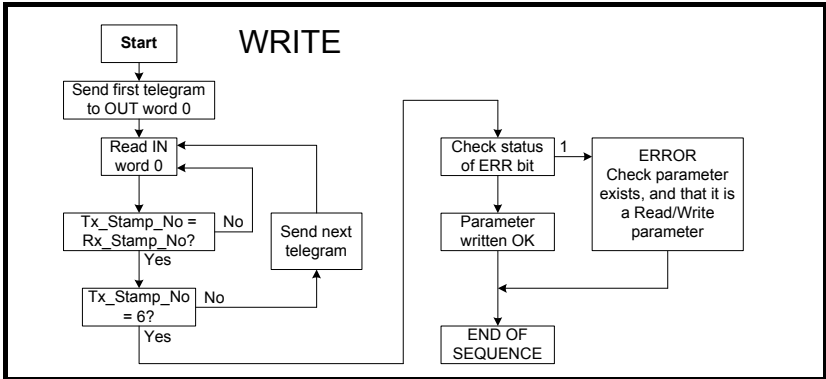 WRITE
Start
Send first telegram
to OUT word 0
Read IN
word 0
Tx_Stamp_No =
Rx_Stamp_No?
No
Yes
Send next
telegram
Tx_Stamp_No
= 6?
No
Yes
Check status
of ERR bit
1
ERROR
Check parameter
exists, and that it is
a Read/Write
parameter
Parameter
written OK
END OF
SEQUENCE